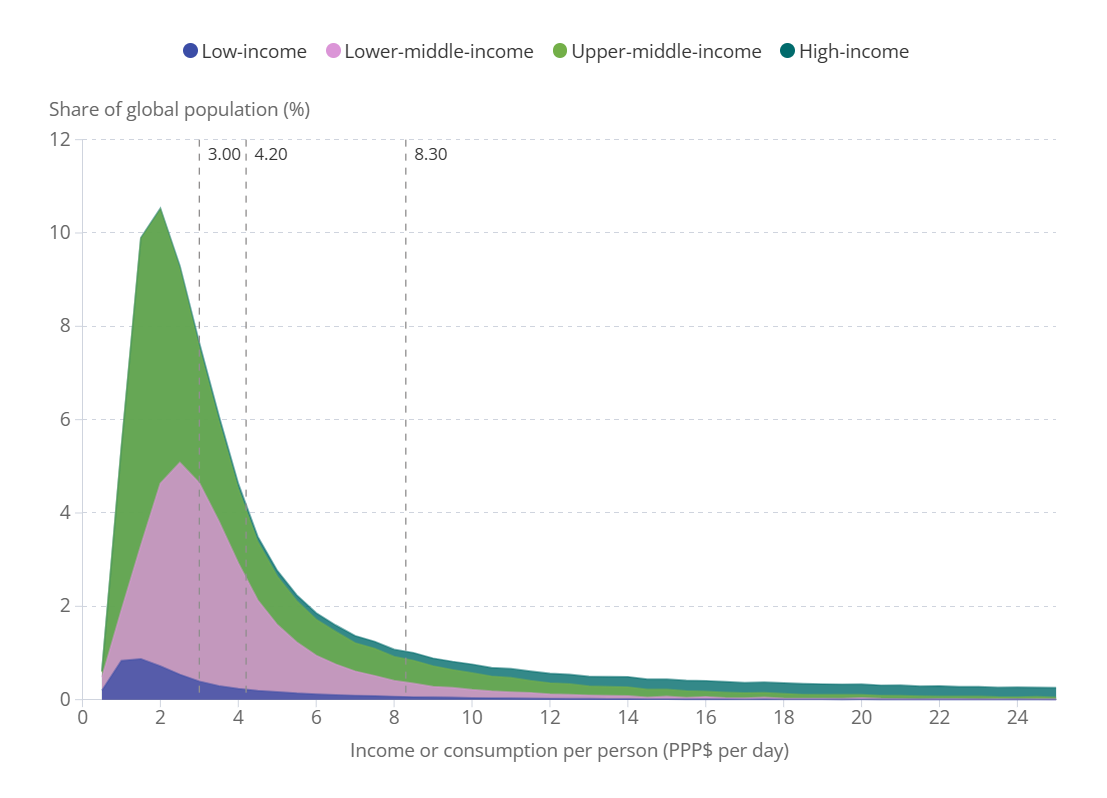 Low-income Lower-middle-income Upper-middle-income High-income
Share of global population (%)
12
3.00 4.20 8.30
10
8
6
4
2
0
0 2 4 6 8 10 12 14 16 18 20 22 24
Income or consumption per person (PPP$ per day)